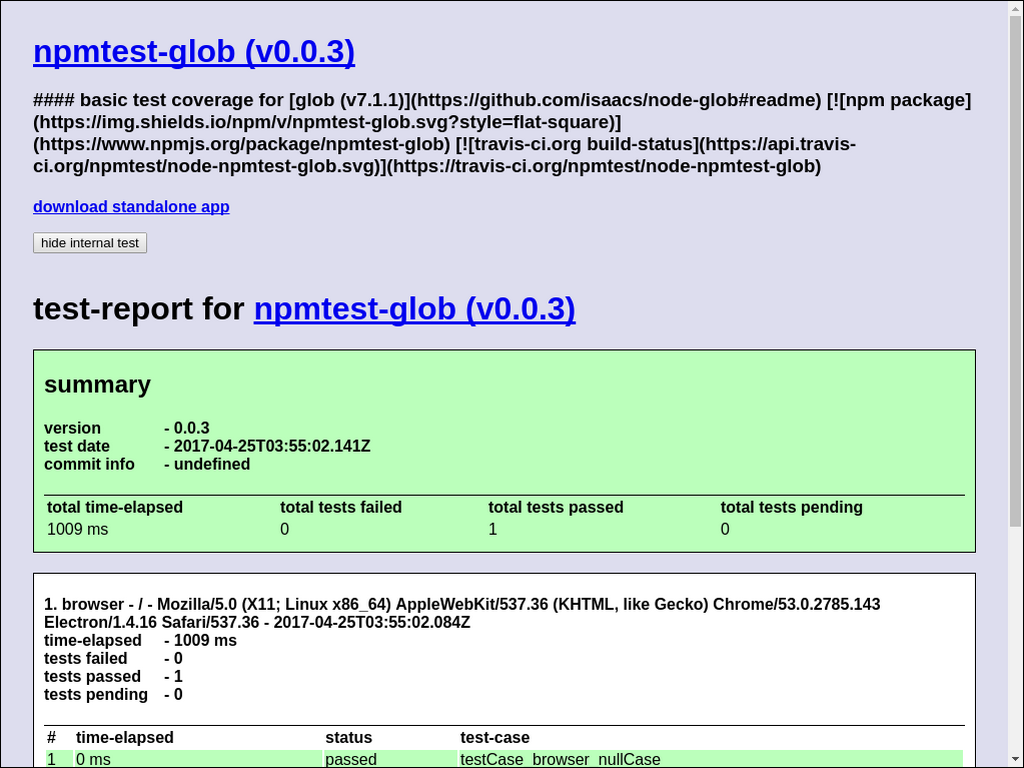 npmtest-glob (v0.0.3)
#### basic test coverage for [glob (v7.1.1)](https://github.com/isaacs/node-glob#readme) [![npm package]
(https://img.shields.io/npm/v/npmtest-glob.svg?style=flat-square)]
(https://www.npmjs.org/package/npmtest-glob) [![travis-ci.org build-status](https://api.travis-
ci.org/npmtest/node-npmtest-glob.svg)](https://travis-ci.org/npmtest/node-npmtest-glob)
download standalone app
hide internal test
test-report for npmtest-glob (v0.0.3)
summary
version - 0.0.3
test date - 2017-04-25T03:55:02.141Z
commit info - undefined
total time-elapsed total tests failed total tests passed total tests pending
1009 ms 0 1 0
1. browser - / - Mozilla/5.0 (X11; Linux x86_64) AppleWebKit/537.36 (KHTML, like Gecko) Chrome/53.0.2785.143
Electron/1.4.16 Safari/537.36 - 2017-04-25T03:55:02.084Z
time-elapsed - 1009 ms
tests failed - 0
tests passed - 1
tests pending - 0
# time-elapsed status test-case
1 0 ms passed testCase_browser_nullCase